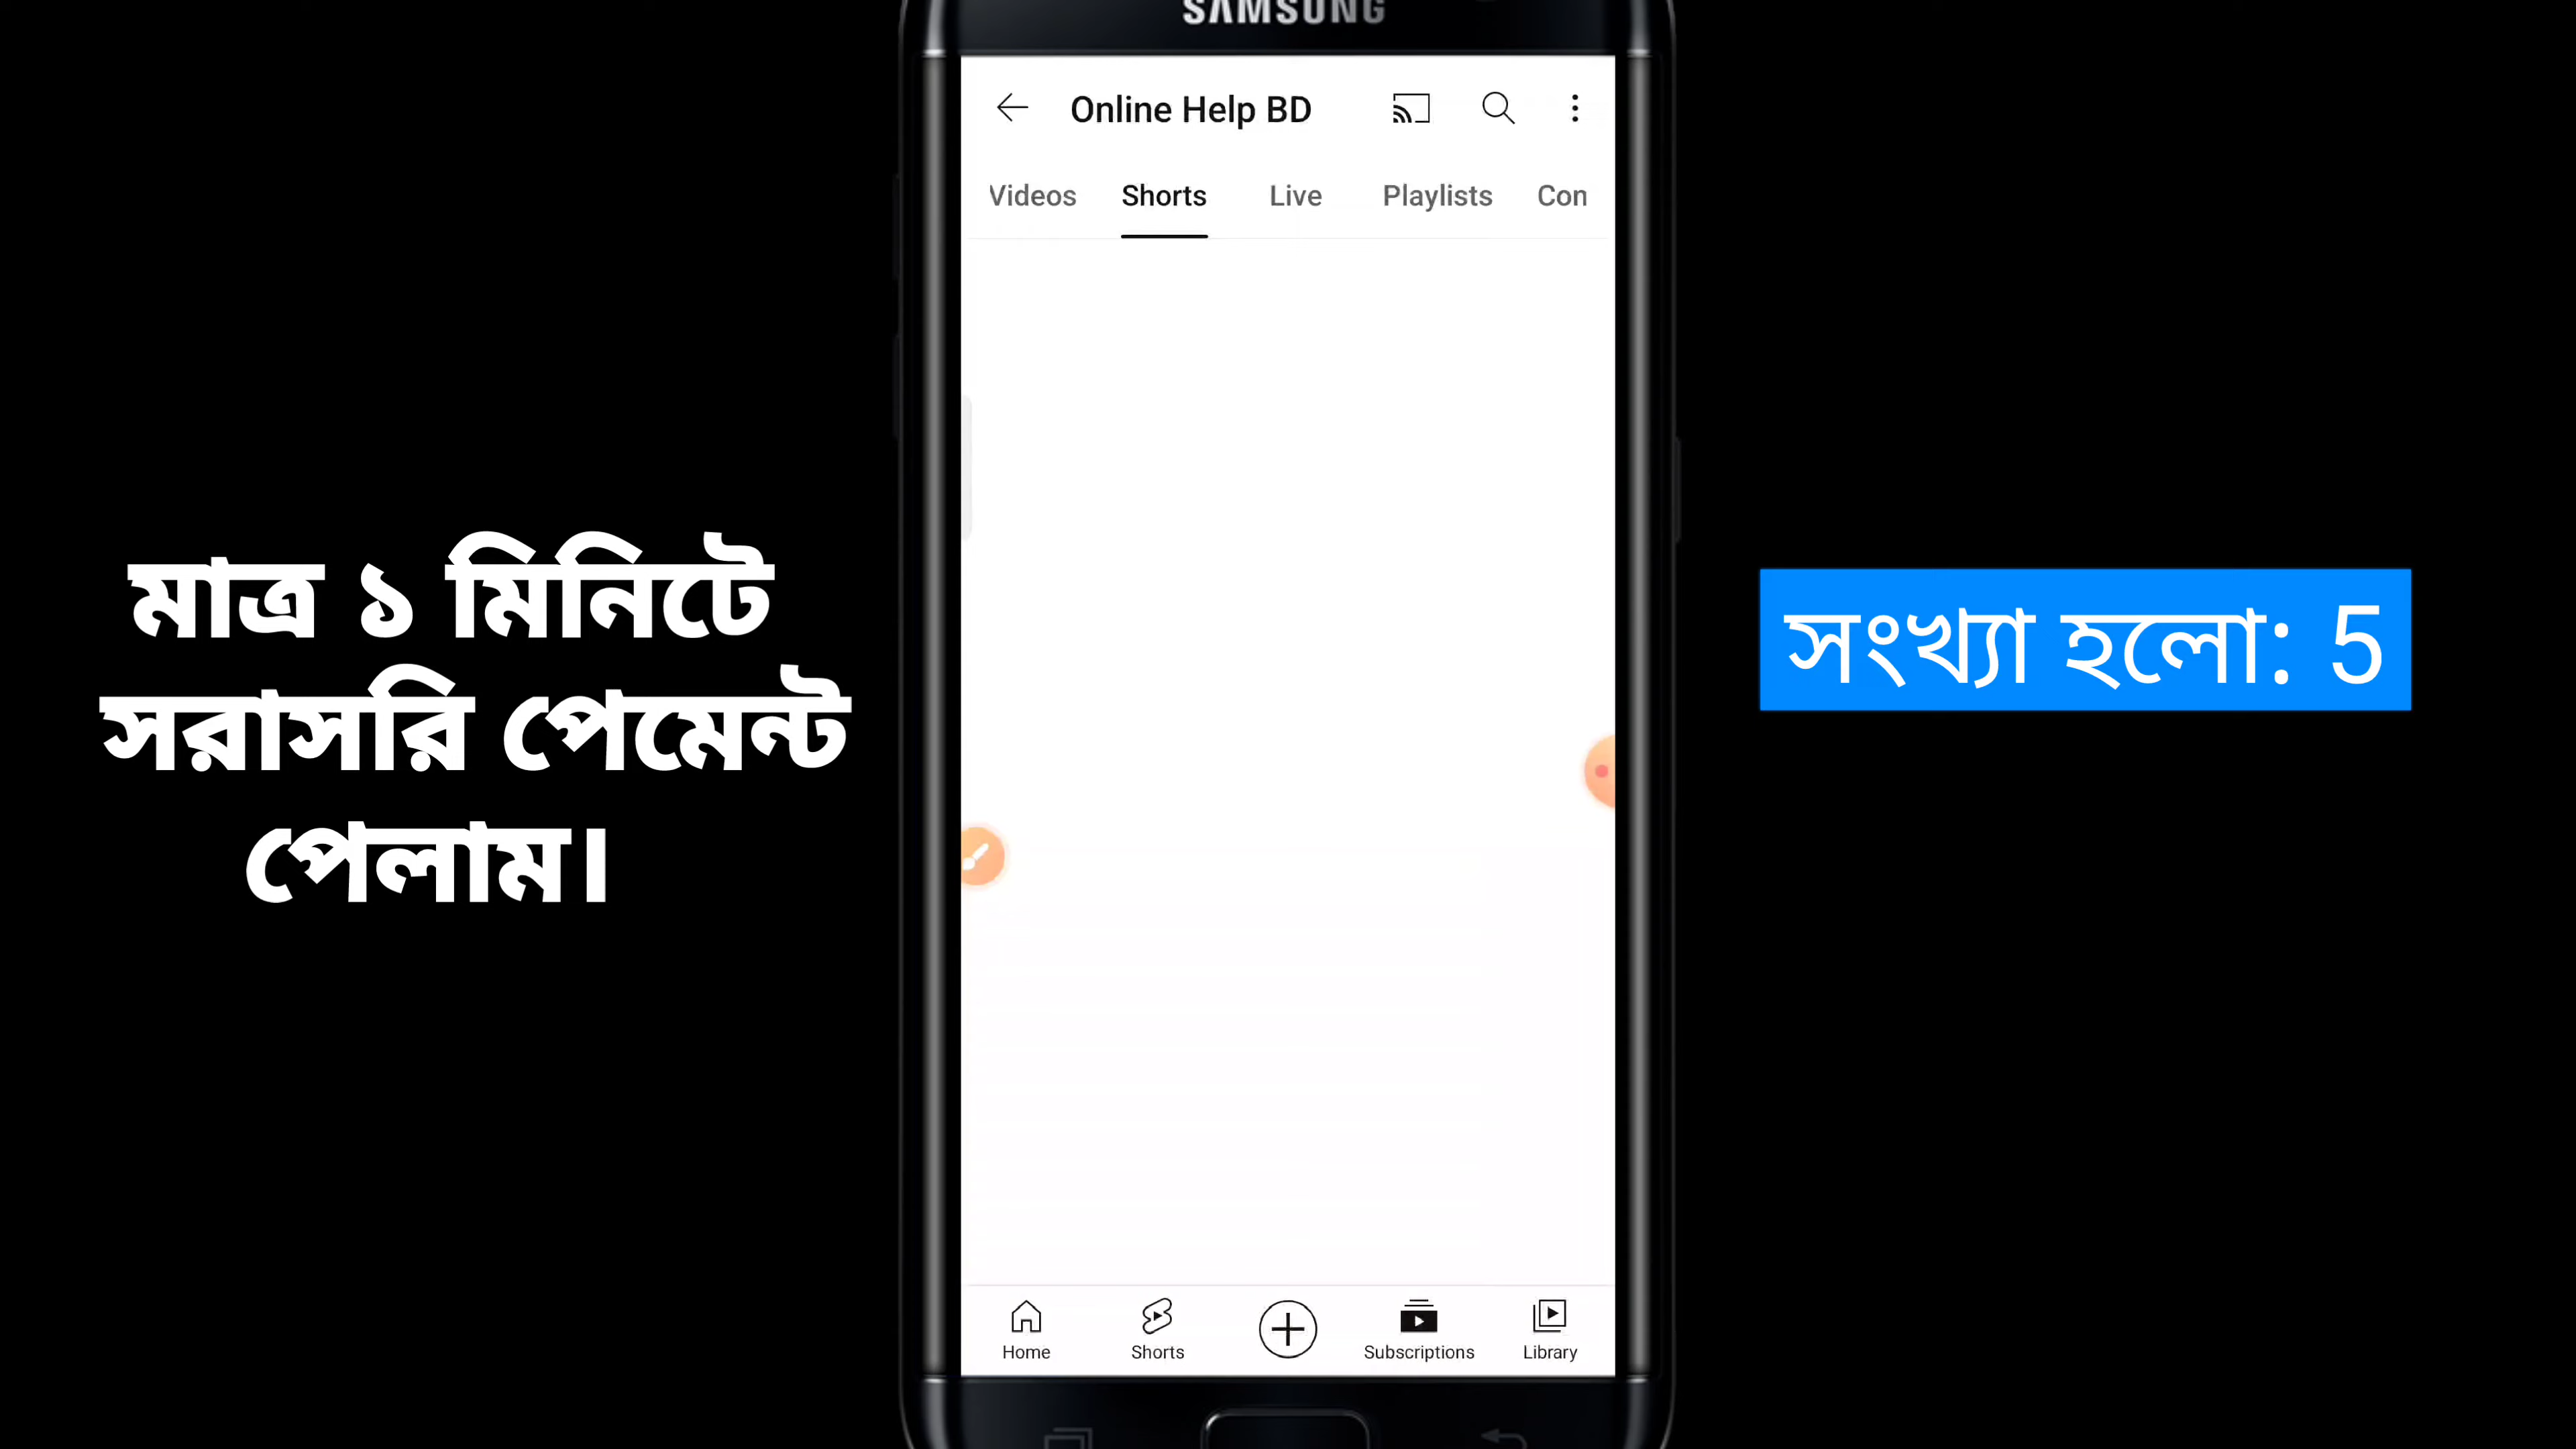 SAMSUNG
Online Help BD
Videos Shorts Live Playlists Con
মাত্র ১ মিনিটে
সরাসরি পেমেন্ট
পেলাম।
সংখ্যা হলো: 5
Home Shorts Subscriptions Library